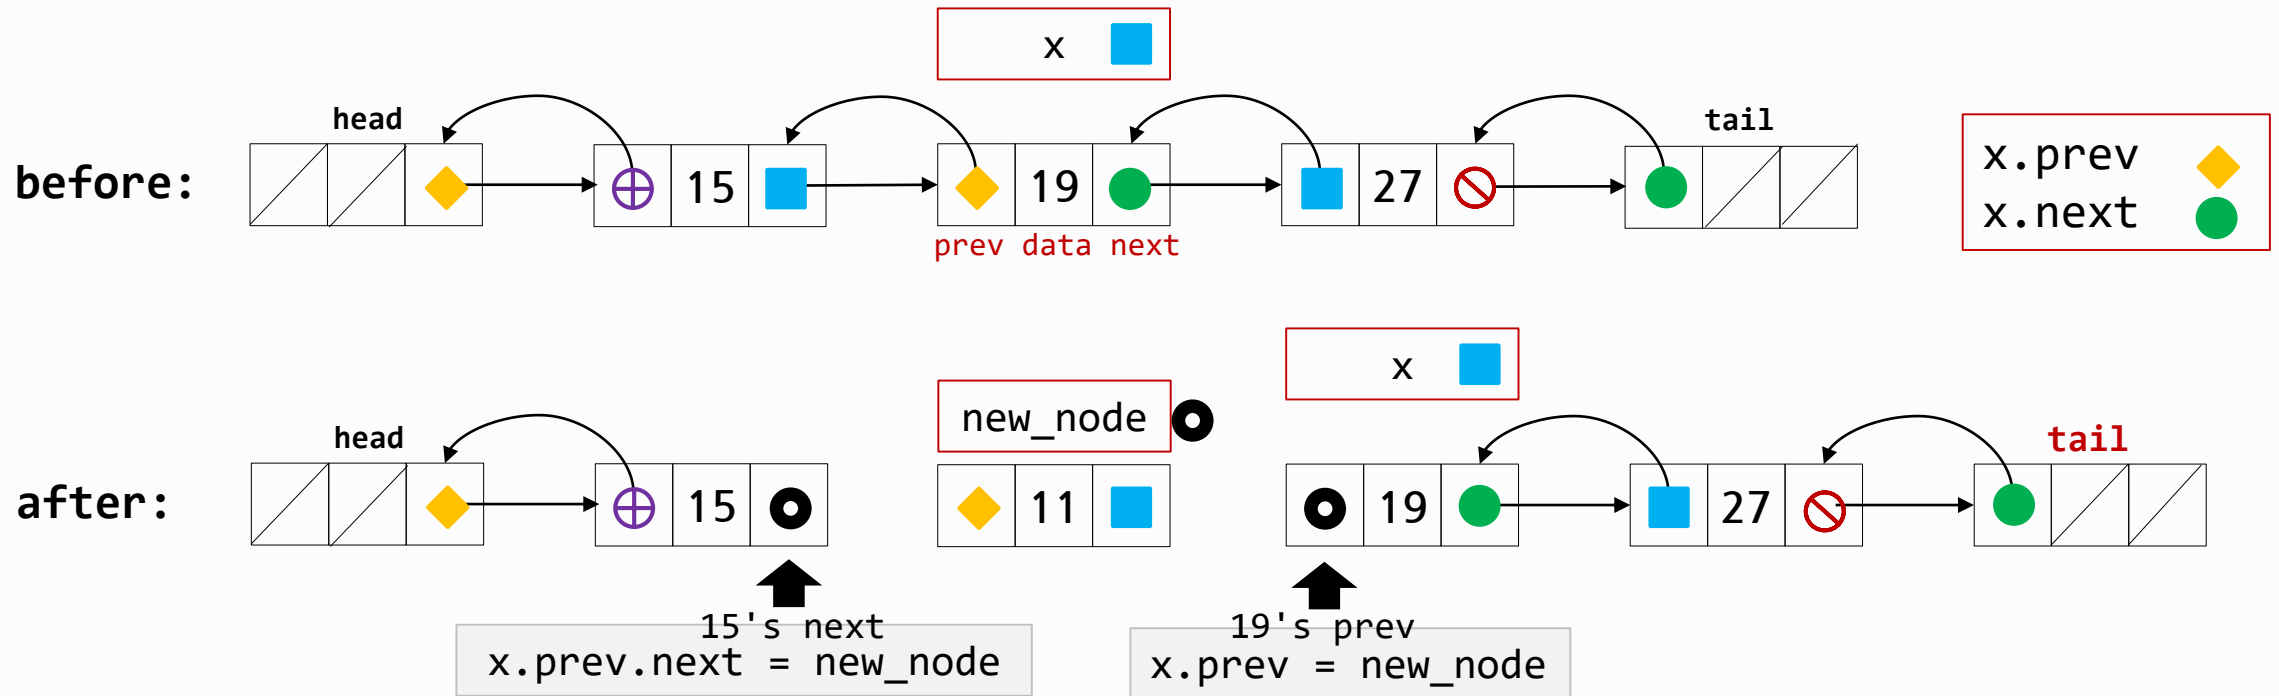 x
head
tail
before:
15
19
27
x.prev
x.next
prev data next
x
new_node
head
tail
after:
15
11
19
27
15's next
19's prev
x.prev.next = new_node
x.prev = new_node